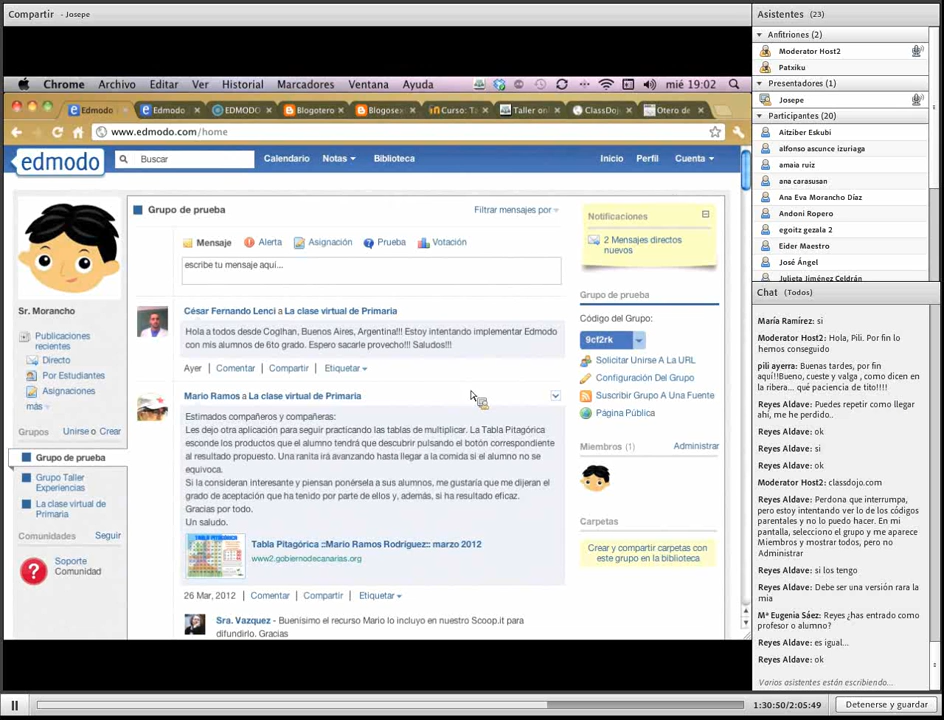 Compartir - Josepe
Chrome Archivo Editar Ver Historial Marcadores Ventana Ayuda mié 19:02
Edmodo Edmodo EDMODO Blogotero Blogosex Curso: T Taller on ClassDoj Otero de
www.edmodo.com/home
edmodo Buscar Calendario Notas Biblioteca Inicio Perfil Cuenta
Sr. Morancho
Publicaciones
recientes
Directo
Por Estudiantes
Asignaciones
más
Grupos Unirse o Crear
Grupo de prueba
Grupo Taller
Experiencias
La clase virtual de
Primaria
Comunidades Seguir
Soporte
Comunidad
Grupo de prueba Filtrar mensajes por
Mensaje Alerta Asignación Prueba Votación
escribe tu mensaje aqui...
César Fernando Lenci a La clase virtual de Primaria
Hola a todos desde Coglhan, Buenos Aires, Argentina!!! Estoy intentando implementar Edmodo
con mis alumnos de 6to grado. Espero sacarle provecho!!! Saludos!!!
Ayer | Comentar | Compartir | Etiquetar
Mario Ramos a La clase virtual de Primaria
Estimados compañeros y compañeras:
Les dejo otra aplicación para seguir practicando las tablas de multiplicar. La Tabla Pitagórica
esconde los productos que el alumno tendrá que descubrir pulsando el botón correspondiente
al resultado propuesto. Una ranita irá avanzando hasta llegar a la comida si el alumno no se
equivoca.
Si la consideran interesante y piensan ponérsela a sus alumnos, me gustaría que me dijeran el
grado de aceptación que ha tenido por parte de ellos y, además, si ha resultado eficaz.
Gracias por todo.
Un saludo.
Tabla Pitagórica ::Mario Ramos Rodríguez:: marzo 2012
www2.gobiernodecanarias.org
26 Mar, 2012 | Comentar | Compartir | Etiquetar
Sra. Vazquez - Buenisimo el recurso Mario lo incluyo en nuestro Scoop.it para
difundirlo. Gracias
Notificaciones
2 Mensajes directos
nuevos
Grupo de prueba
Código del Grupo:
9cf2rk
Solicitar Unirse A La URL
Configuración Del Grupo
Suscribir Grupo A Una Fuente
Página Pública
Miembros (1) Administrar
Carpetas
Crear y compartir carpetas con
este grupo en la biblioteca
Asistentes (23)
Anfitriones (2)
Moderator Host2
Patxiku
Presentadores (1)
Josepe
Participantes (20)
Aitziber Eskubi
alfonso ascunce izuriaga
amaia ruiz
ana carasusan
Ana Eva Morancho Díaz
Andoni Ropero
egoitz gezala 2
Eider Maestro
José Ángel
Julieta Jiménez Celdrán
Chat (Todos)
María Ramírez: si
Moderator Host2: Hola, Pili. Por fin lo
hemos conseguido
pili ayerra: Buenas tardes, por fin
aquí!!Bueno, cueste y valga , como dicen en
la ribera... qué paciencia de tito!!!!
Reyes Aldave: Puedes repetir como llegar
ahí, me he perdido..
Reyes Aldave: ok
Reyes Aldave: si
Reyes Aldave: ok
Moderator Host2: classdojo.com
Reyes Aldave: Perdona que interrumpa,
pero estoy intentando ver lo de los códigos
parentales y no lo puedo hacer. En mi
pantalla, selecciono el grupo y me aparece
Miembros y mostrar todos, pero no
Administrar
Reyes Aldave: si los tengo
Reyes Aldave: Debe ser una versión rara la
mia
Mª Eugenia Sáez: Reyes ¿has entrado como
profesor o alumno?
Reyes Aldave: es igual...
Reyes Aldave: ok
Varios asistentes están escribiendo...
1:30:50/2:05:49 Detenerse y guardar